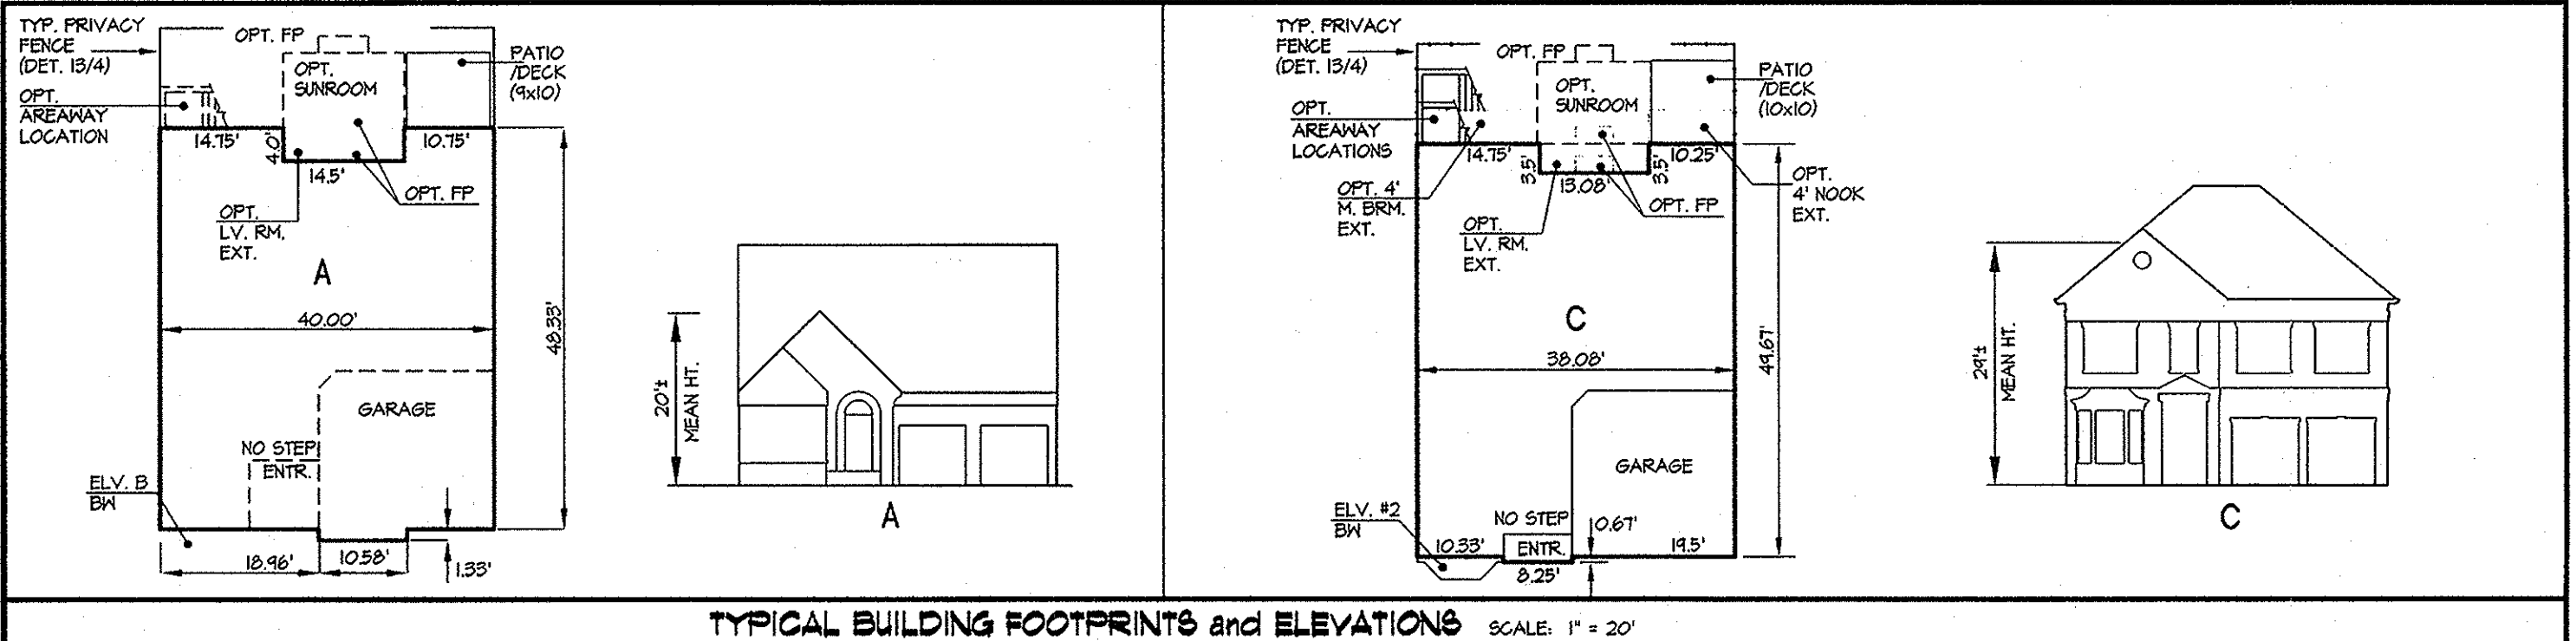 TYP. PRIVACY
FENCE
(DET. 13/4)
OPT.
AREAWAY
LOCATION
OPT. FP
OPT.
SUNROOM
PATIO
/DECK
(9x10)
14.75'
4.0'
14.5'
10.75'
OPT. FP
OPT.
LV. RM.
EXT.
A
40.00'
48.33'
GARAGE
NO STEP
ENTR.
ELV. B
BW
18.96'
10.58'
1.33'
20'±
MEAN HT.
A
TYP. PRIVACY
FENCE
(DET. 13/4)
OPT.
AREAWAY
LOCATIONS
OPT. FP
OPT.
SUNROOM
PATIO
/DECK
(10x10)
14.75'
3.5'
13.08'
3.5'
10.25'
OPT. 4'
M. BRM.
EXT.
OPT.
LV. RM.
EXT.
OPT. FP
OPT.
4' NOOK
EXT.
C
38.08'
49.67'
GARAGE
NO STEP
ENTR.
0.67'
ELV. #2
BW
10.33'
8.25'
19.5'
29'±
MEAN HT.
C
TYPICAL BUILDING FOOTPRINTS and ELEVATIONS SCALE: 1" = 20'